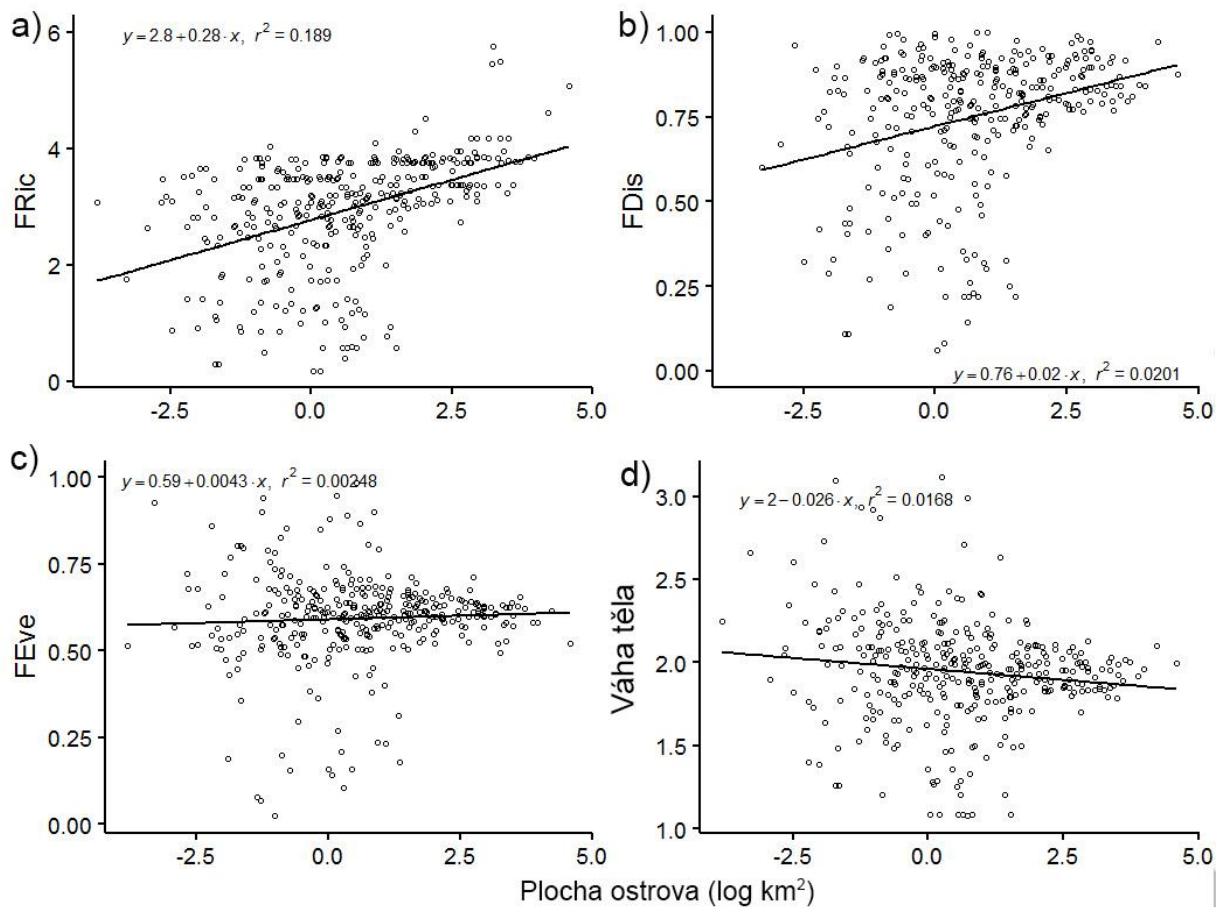 a)
y=2.8+0.28·x, r² = 0.189
FRic
6
4
2
0
-2.5 0.0 2.5 5.0
b)
FDis
1.00
0.75
0.50
0.25
0.00
y=0.76+0.02·x, r² = 0.0201
-2.5 0.0 2.5 5.0
c)
y=0.59+0.0043·x, r² = 0.00248
FEve
1.00
0.75
0.50
0.25
0.00
-2.5 0.0 2.5 5.0
d)
y=2−0.026·x, r² = 0.0168
Váha těla
3.0
2.5
2.0
1.5
1.0
-2.5 0.0 2.5 5.0
Plocha ostrova (log km²)